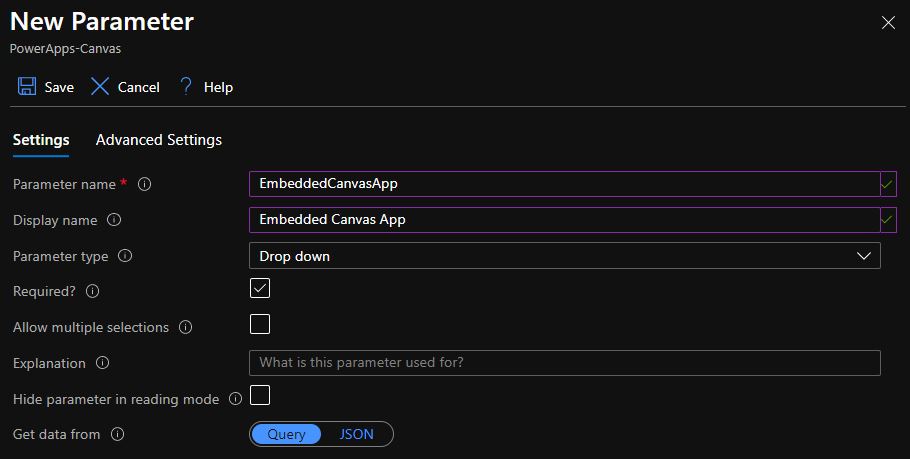 New Parameter
PowerApps-Canvas
Save Cancel ? Help
Settings Advanced Settings
Parameter name * EmbeddedCanvasApp
Display name Embedded Canvas App
Parameter type Drop down
Required?
Allow multiple selections
Explanation What is this parameter used for?
Hide parameter in reading mode
Get data from Query JSON